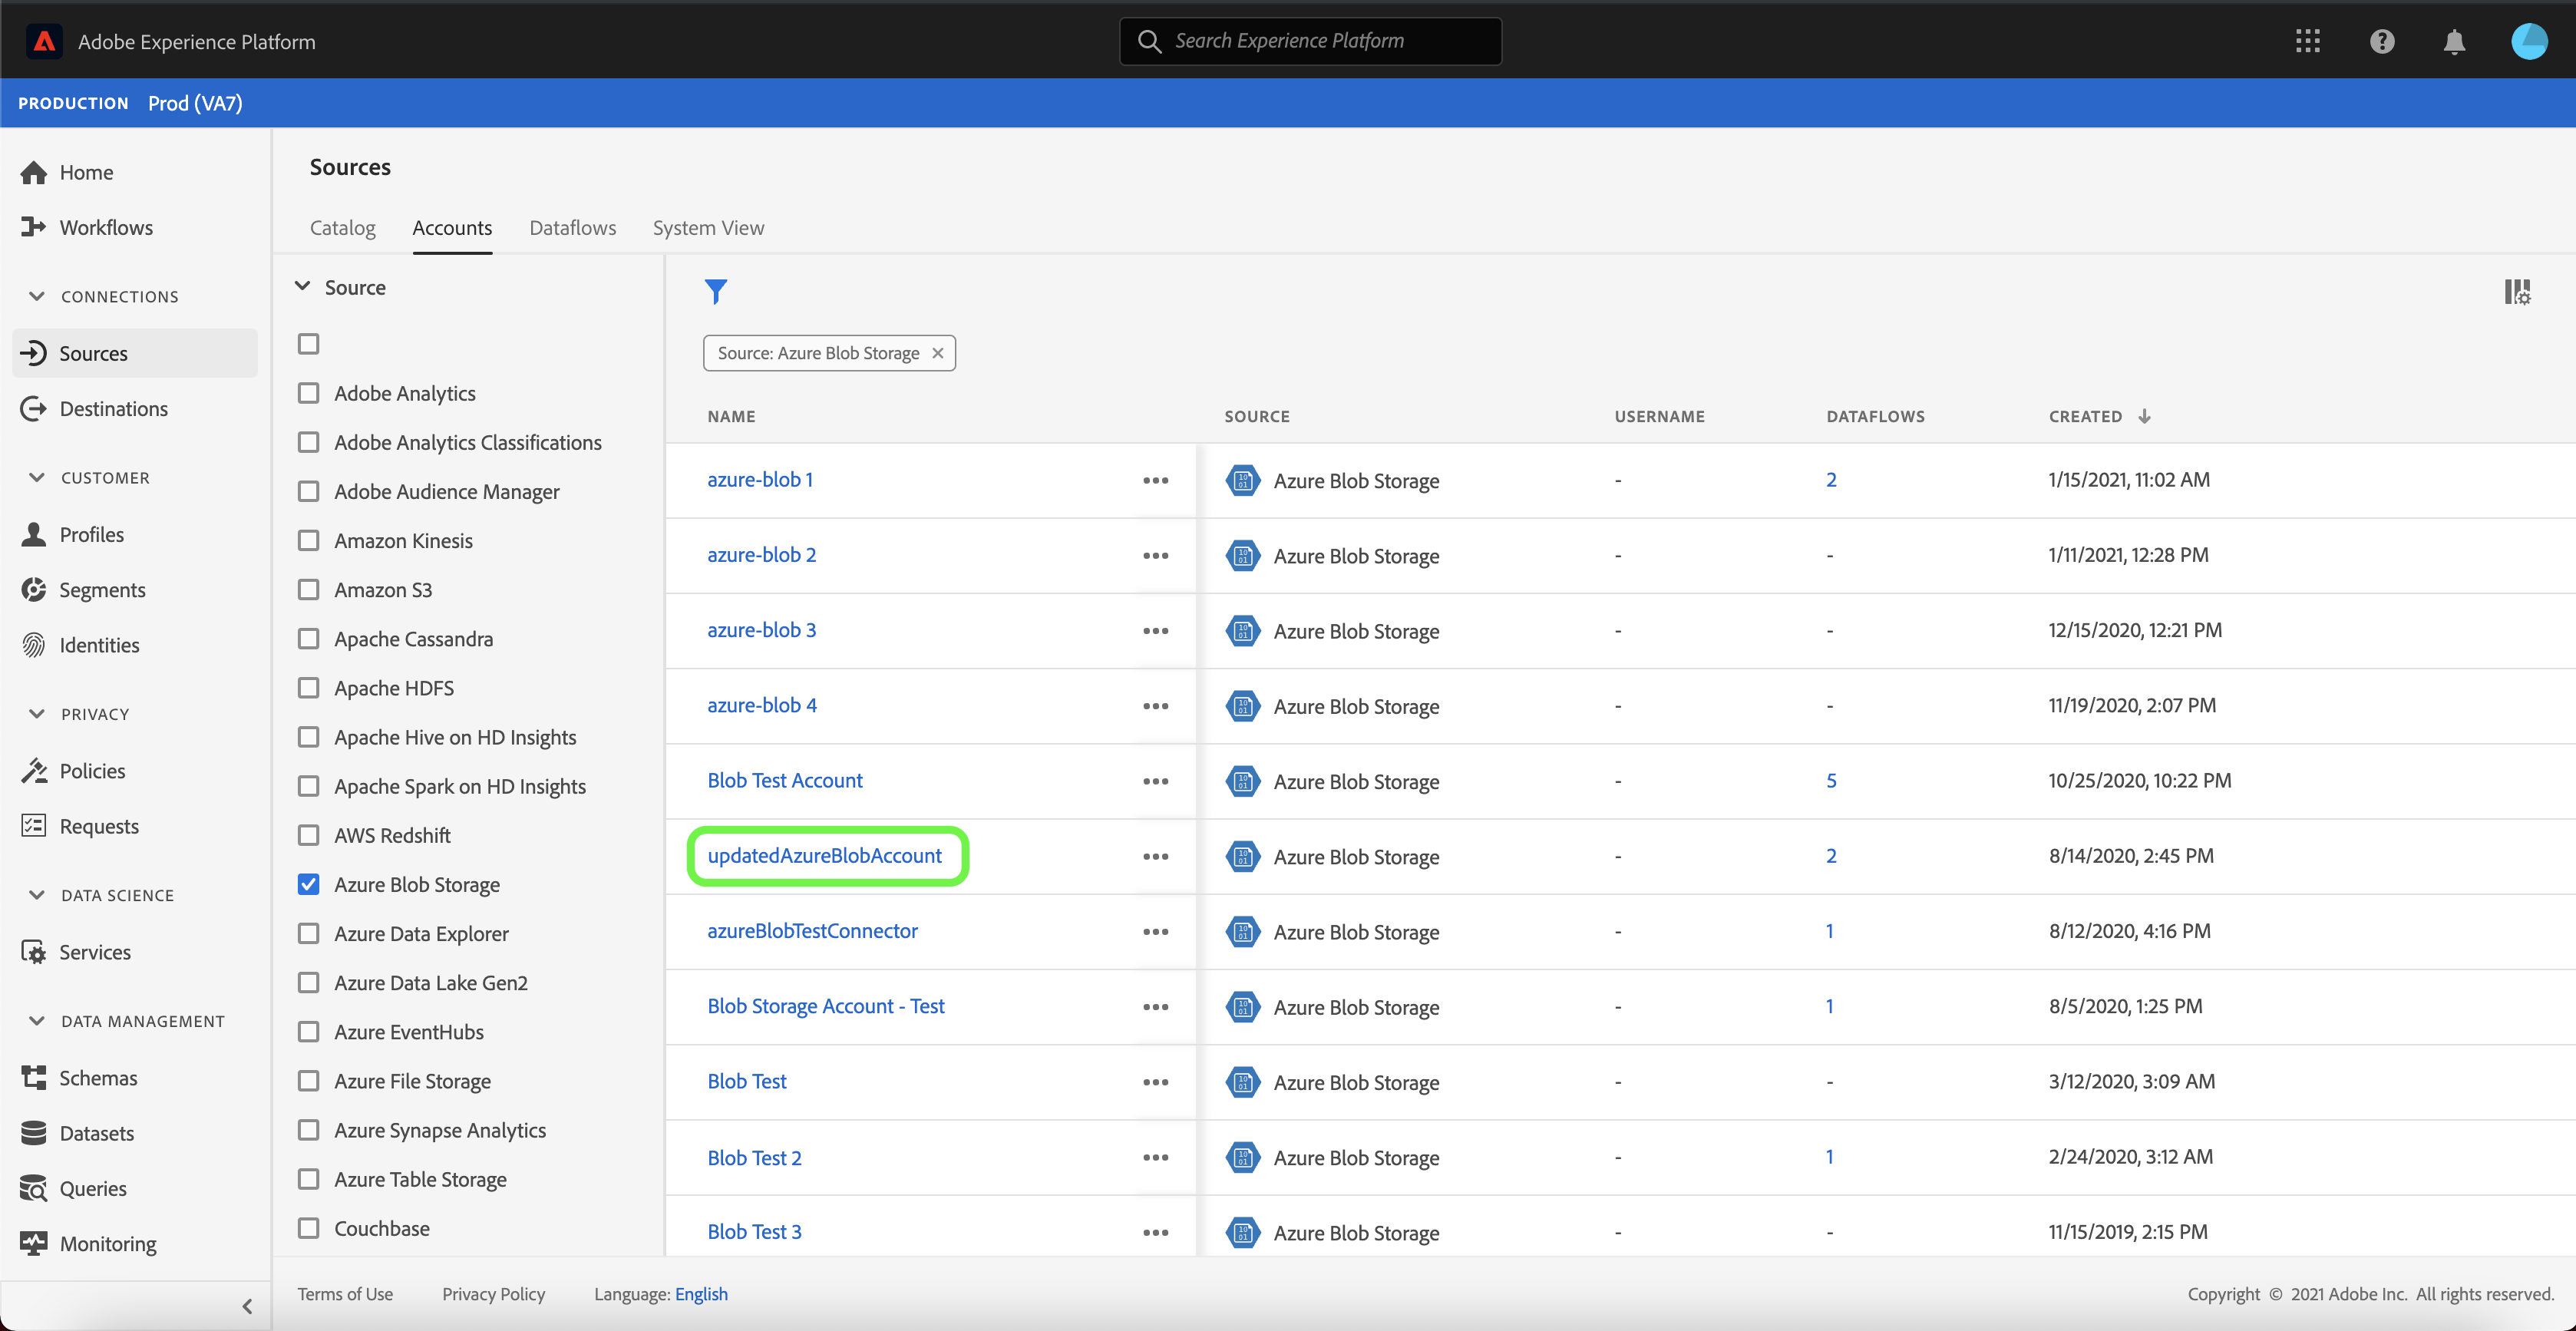 Adobe Experience Platform
Search Experience Platform
PRODUCTION Prod (VA7)
Home
Workflows
CONNECTIONS
Sources
Destinations
CUSTOMER
Profiles
Segments
Identities
PRIVACY
Policies
Requests
DATA SCIENCE
Services
DATA MANAGEMENT
Schemas
Datasets
Queries
Monitoring
Sources
Catalog Accounts Dataflows System View
Source
Adobe Analytics
Adobe Analytics Classifications
Adobe Audience Manager
Amazon Kinesis
Amazon S3
Apache Cassandra
Apache HDFS
Apache Hive on HD Insights
Apache Spark on HD Insights
AWS Redshift
Azure Blob Storage
Azure Data Explorer
Azure Data Lake Gen2
Azure EventHubs
Azure File Storage
Azure Synapse Analytics
Azure Table Storage
Couchbase
Source: Azure Blob Storage
NAME SOURCE USERNAME DATAFLOWS CREATED
azure-blob 1 Azure Blob Storage - 2 1/15/2021, 11:02 AM
azure-blob 2 Azure Blob Storage - - 1/11/2021, 12:28 PM
azure-blob 3 Azure Blob Storage - - 12/15/2020, 12:21 PM
azure-blob 4 Azure Blob Storage - - 11/19/2020, 2:07 PM
Blob Test Account Azure Blob Storage - 5 10/25/2020, 10:22 PM
updatedAzureBlobAccount Azure Blob Storage - 2 8/14/2020, 2:45 PM
azureBlobTestConnector Azure Blob Storage - 1 8/12/2020, 4:16 PM
Blob Storage Account - Test Azure Blob Storage - 1 8/5/2020, 1:25 PM
Blob Test Azure Blob Storage - - 3/12/2020, 3:09 AM
Blob Test 2 Azure Blob Storage - 1 2/24/2020, 3:12 AM
Blob Test 3 Azure Blob Storage - - 11/15/2019, 2:15 PM
Terms of Use Privacy Policy Language: English Copyright © 2021 Adobe Inc. All rights reserved.